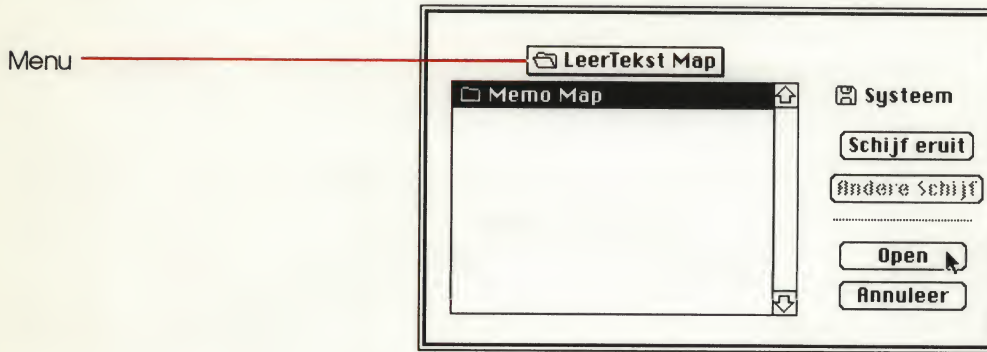 Menu
LeerTekst Map
Memo Map
Systeem
Schijf eruit
Andere Schijf
Open
Annuleer